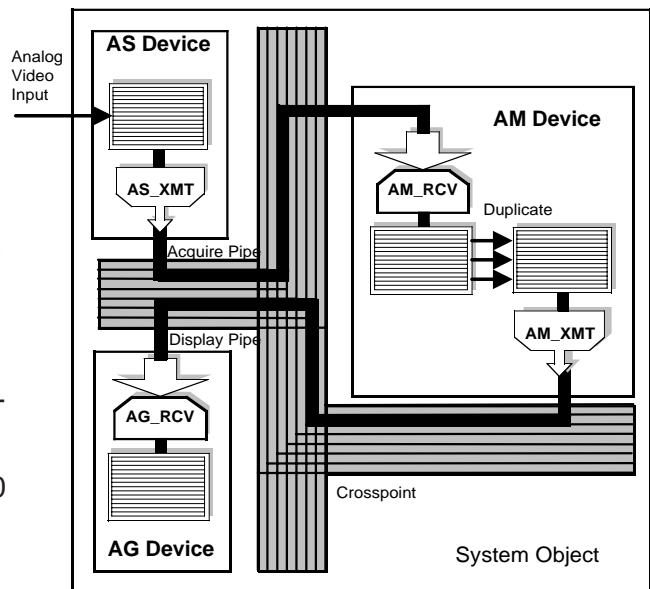 AS Device
Analog
Video
Input
AS_XMT
Acquire Pipe
AM Device
AM_RCV
Duplicate
AM_XMT
Display Pipe
AG_RCV
AG Device
Crosspoint
System Object
-
0